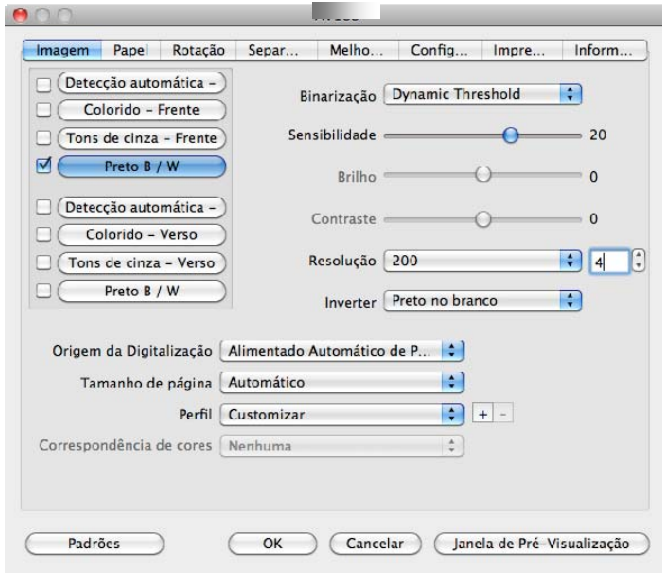 Imagem Papel Rotação Separ... Melho... Config... Impre... Inform...
Detecção automática –
Colorido – Frente
Tons de cinza – Frente
Preto B / W
Detecção automática –
Colorido – Verso
Tons de cinza – Verso
Preto B / W
Binarização Dynamic Threshold
Sensibilidade 20
Brilho 0
Contraste 0
Resolução 200 4
Inverter Preto no branco
Origem da Digitalização Alimentado Automático de P...
Tamanho de página Automático
Perfil Customizar + -
Correspondência de cores Nenhuma
Padrões OK Cancelar Janela de Pré-Visualização